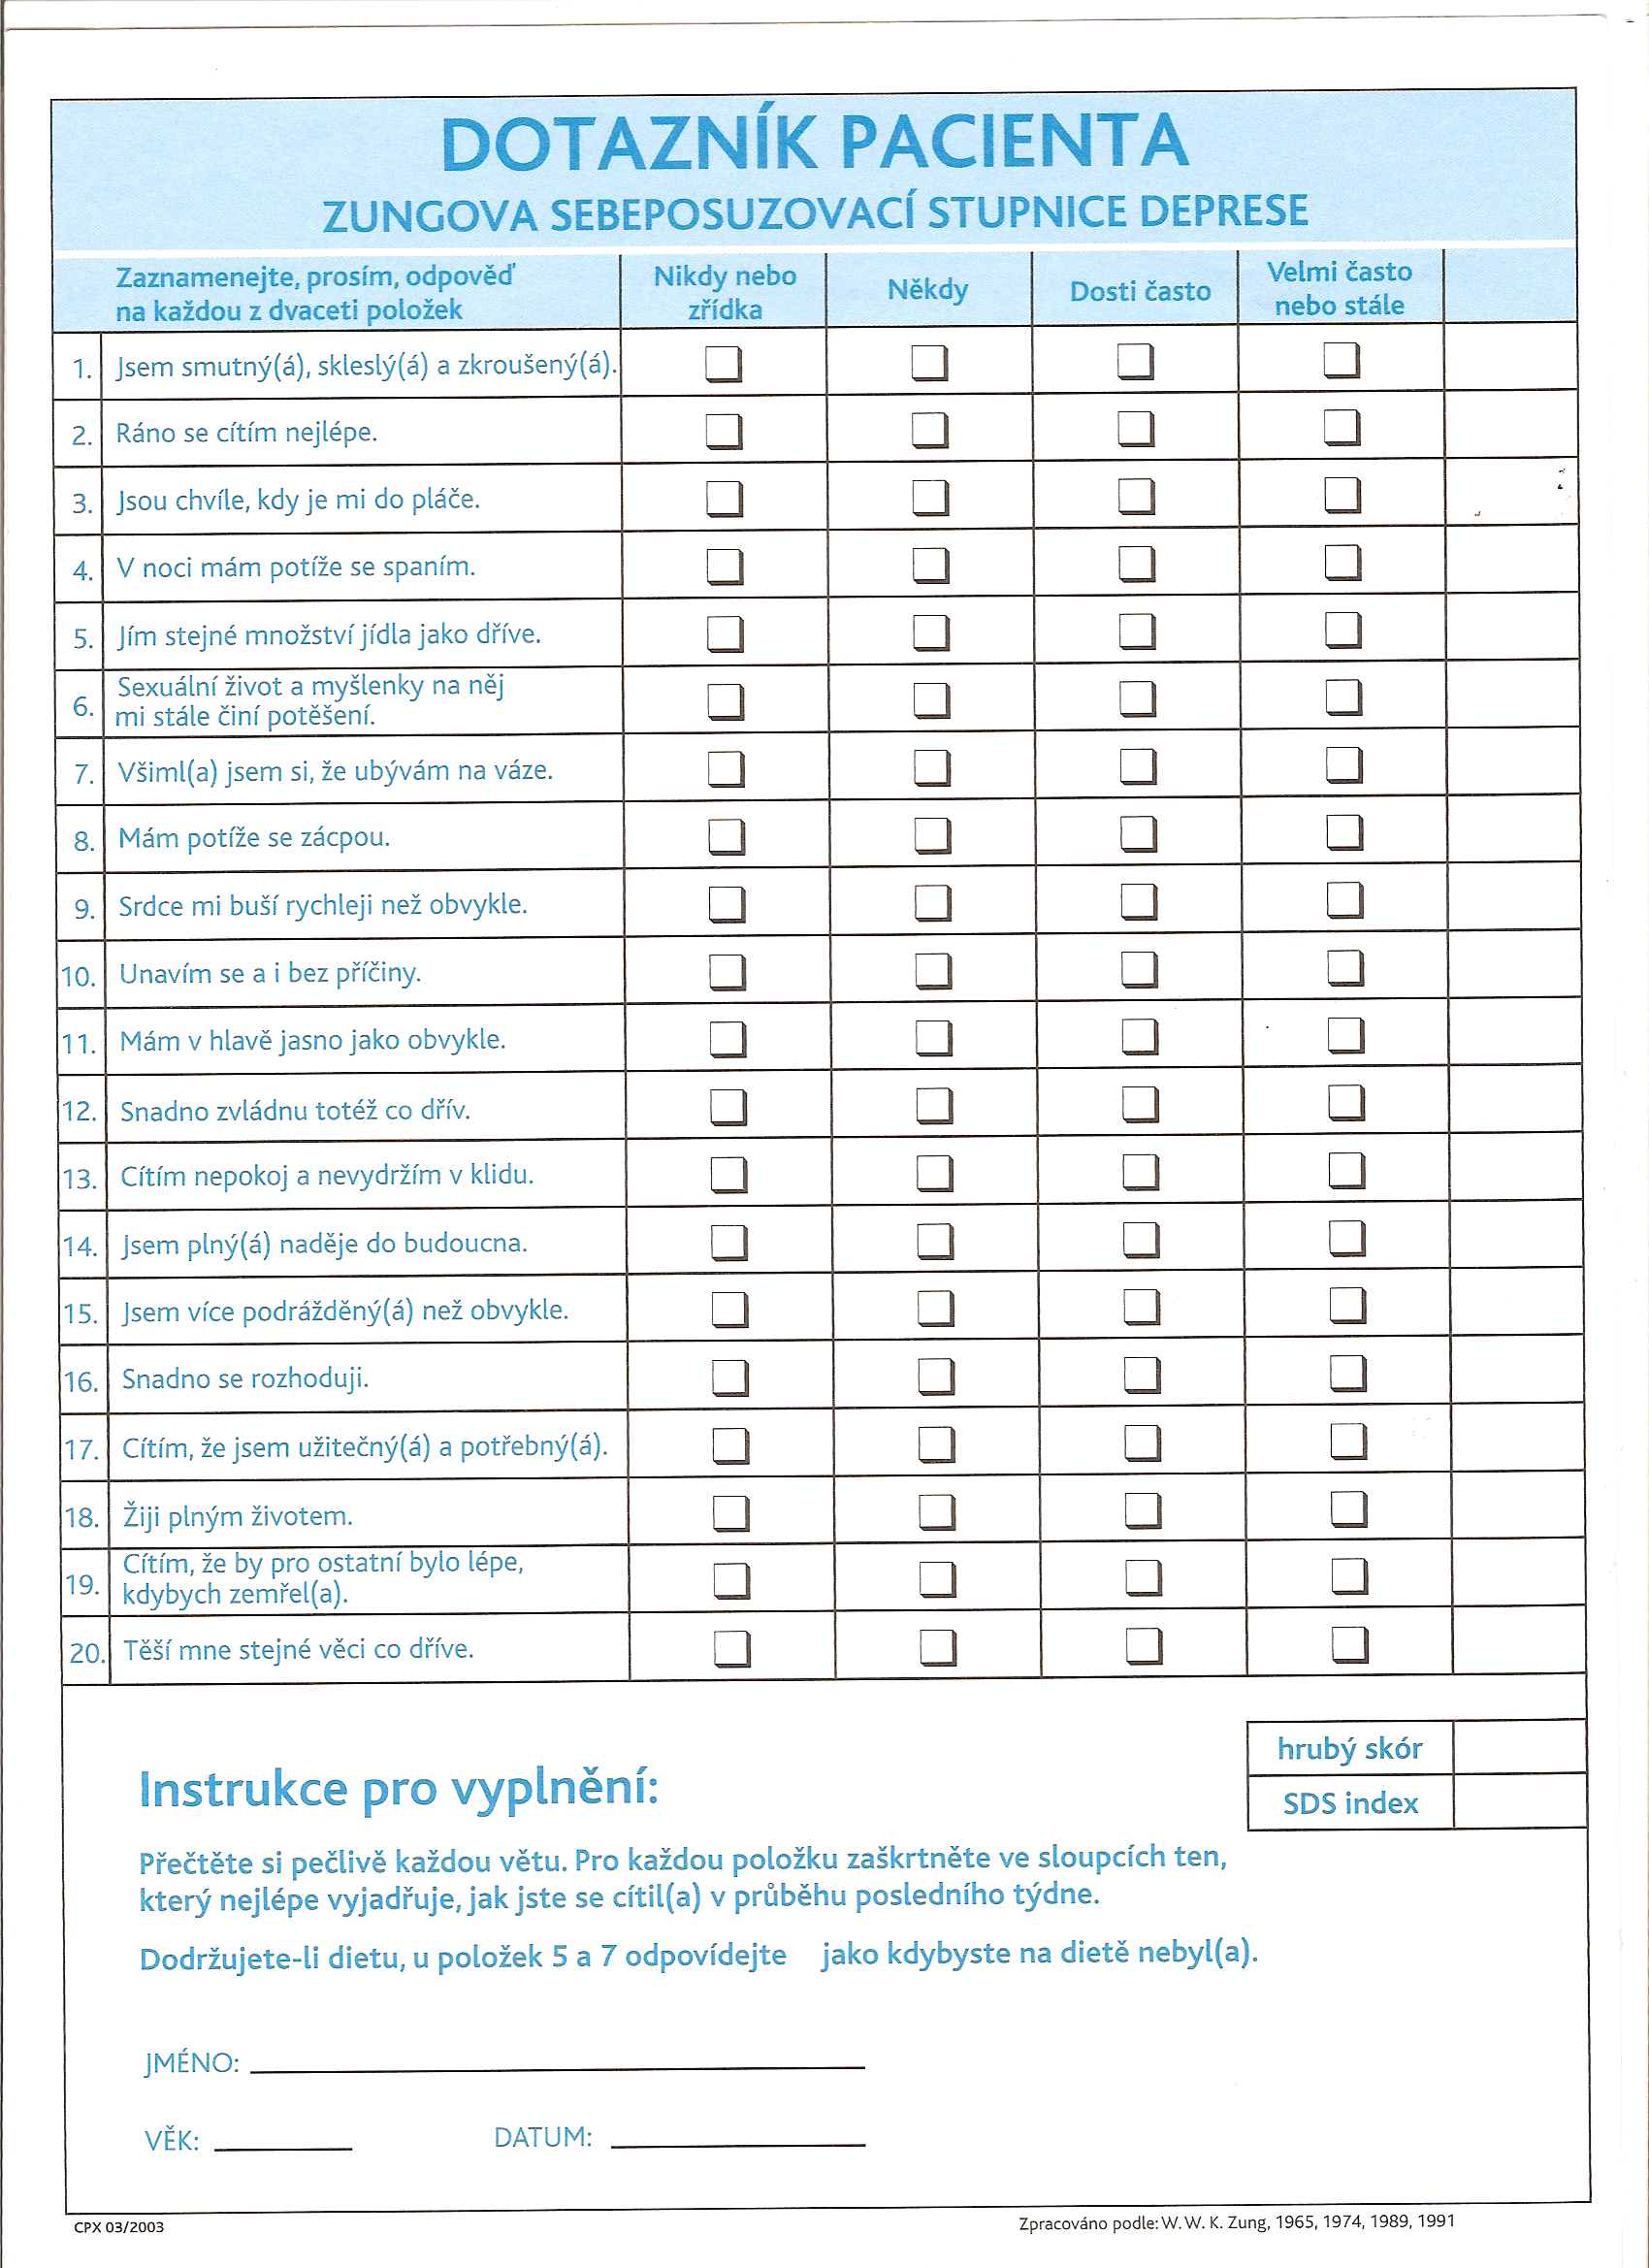 DOTAZNÍK PACIENTA
ZUNGOVA SEBEPOSUZOVACÍ STUPNICE DEPRESE
Zaznamenejte, prosím, odpověď
na každou z dvaceti položek
Nikdy nebo
zřídka
Někdy
Dosti často
Velmi často
nebo stále
1. Jsem smutný(á), skleslý(á) a zkroušený(á).
2. Ráno se cítím nejlépe.
3. Jsou chvíle, kdy je mi do pláče.
4. V noci mám potíže se spaním.
5. Jím stejné množství jídla jako dříve.
6. Sexuální život a myšlenky na něj
mi stále činí potěšení.
7. Všiml(a) jsem si, že ubývám na váze.
8. Mám potíže se zácpou.
9. Srdce mi buší rychleji než obvykle.
10. Unavím se a i bez příčiny.
11. Mám v hlavě jasno jako obvykle.
12. Snadno zvládnu totéž co dřív.
13. Cítím nepokoj a nevydržím v klidu.
14. Jsem plný(á) naděje do budoucna.
15. Jsem více podrážděný(á) než obvykle.
16. Snadno se rozhoduji.
17. Cítím, že jsem užitečný(á) a potřebný(á).
18. Žiji plným životem.
19. Cítím, že by pro ostatní bylo lépe,
kdybych zemřel(a).
20. Těší mne stejné věci co dříve.
hrubý skór
SDS index
Instrukce pro vyplnění:
Přečtěte si pečlivě každou větu. Pro každou položku zaškrtněte ve sloupcích ten,
který nejlépe vyjadřuje, jak jste se cítil(a) v průběhu posledního týdne.
Dodržujete-li dietu, u položek 5 a 7 odpovídejte jako kdybyste na dietě nebyl(a).
JMÉNO:
VĚK: DATUM:
CPX 03/2003
Zpracováno podle: W. W. K. Zung, 1965, 1974, 1989, 1991